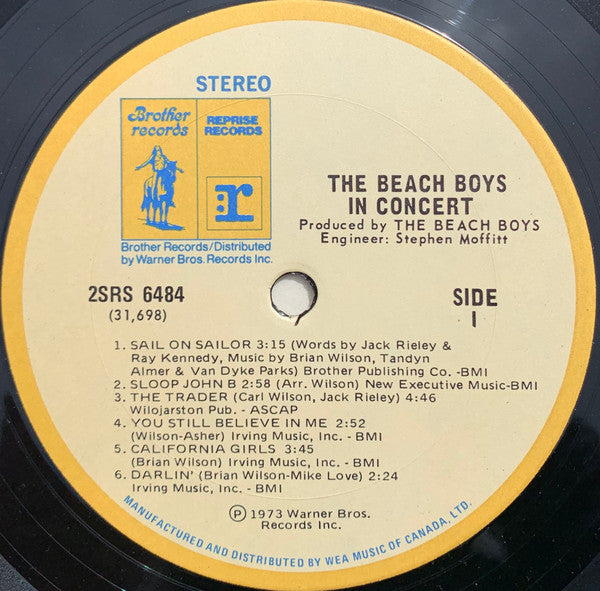 STEREO
Brother
records
REPRISE
RECORDS
r
Brother Records/Distributed
by Warner Bros. Records Inc.
THE BEACH BOYS
IN CONCERT
Produced by THE BEACH BOYS
Engineer: Stephen Moffitt
2SRS 6484
(31,698)
SIDE
1
1. SAIL ON SAILOR 3:15 (Words by Jack Rieley &
Ray Kennedy, Music by Brian Wilson, Tandyn
Almer & Van Dyke Parks) Brother Publishing Co. -BMI
2. SLOOP JOHN B 2:58 (Arr. Wilson) New Executive Music-BMI
3. THE TRADER (Carl Wilson, Jack Rieley) 4:46
Wilojarston Pub. - ASCAP
4. YOU STILL BELIEVE IN ME 2:52
(Wilson-Asher) Irving Music, Inc. - BMI
5. CALIFORNIA GIRLS 3:45
(Brian Wilson) Irving Music, Inc. - BMI
6. DARLIN' (Brian Wilson-Mike Love) 2:24
Irving Music, Inc. - BMI
Ⓟ 1973 Warner Bros.
Records Inc.
MANUFACTURED AND DISTRIBUTED BY WEA MUSIC OF CANADA, LTD.